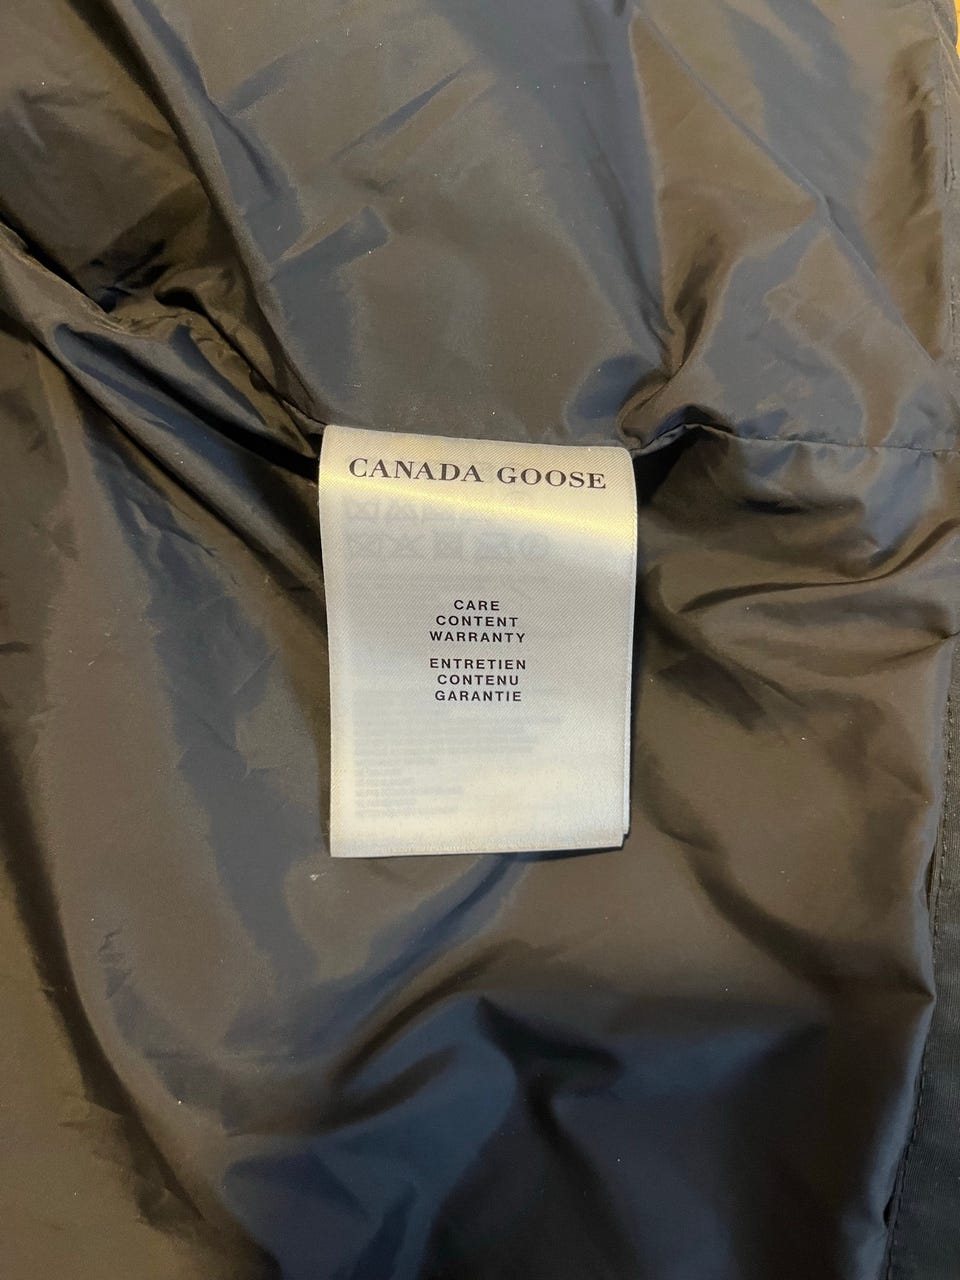 CANADA GOOSE
CARE
CONTENT
WARRANTY
ENTRETIEN
CONTENU
GARANTIE